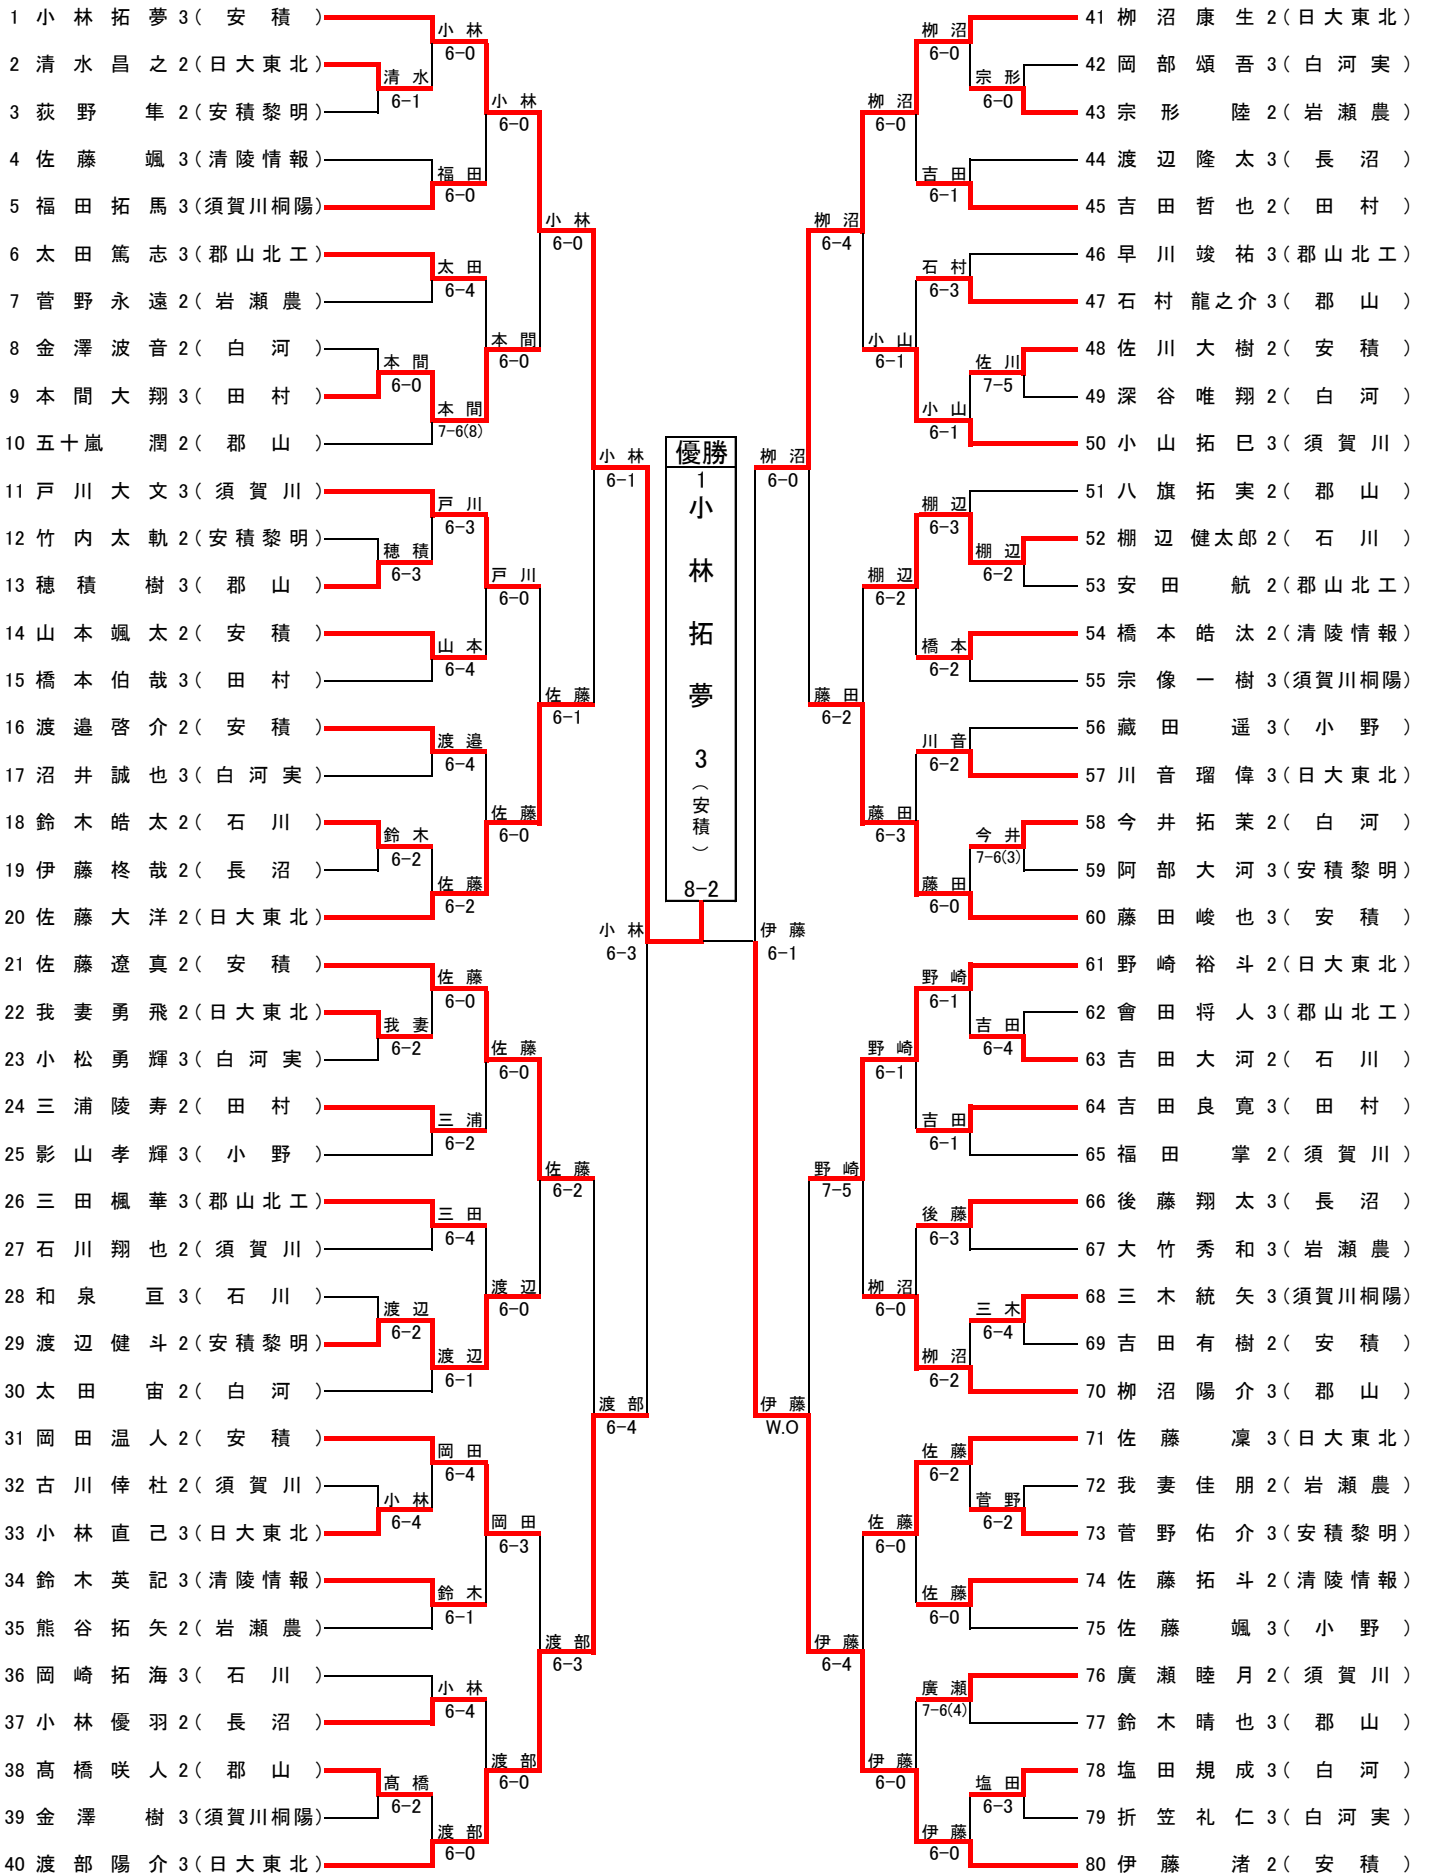 1 小林拓夢 3(安積)
2 清水昌之 2(日大東北)
3 荻野隼 2(安積黎明)
4 佐藤颯 3(清陵情報)
5 福田拓馬 3(須賀川桐陽)
6 太田篤志 3(郡山北工)
7 菅野永遠 2(岩瀬農)
8 金澤波音 2(白河)
9 本間大翔 3(田村)
10 五十嵐潤 2(郡山)
11 戸川大文 3(須賀川)
12 竹内太軌 2(安積黎明)
13 穂積樹 3(郡山)
14 山本颯太 2(安積)
15 橋本伯哉 3(田村)
16 渡邉啓介 2(安積)
17 沼井誠也 3(白河実)
18 鈴木皓太 2(石川)
19 伊藤柊哉 2(長沼)
20 佐藤大洋 2(日大東北)
21 佐藤遼真 2(安積)
22 我妻勇飛 2(日大東北)
23 小松勇輝 3(白河実)
24 三浦陵寿 2(田村)
25 影山孝輝 3(小野)
26 三田楓華 3(郡山北工)
27 石川翔也 2(須賀川)
28 和泉亘 3(石川)
29 渡辺健斗 2(安積黎明)
30 太田宙 2(白河)
31 岡田温人 2(安積)
32 古川倖杜 2(須賀川)
33 小林直己 3(日大東北)
34 鈴木英記 3(清陵情報)
35 熊谷拓矢 2(岩瀬農)
36 岡崎拓海 3(石川)
37 小林優羽 2(長沼)
38 髙橋咲人 2(郡山)
39 金澤樹 3(須賀川桐陽)
40 渡部陽介 3(日大東北)
清水
6-1
本間
6-0
穂積
6-3
鈴木
6-2
我妻
6-2
渡辺
6-2
小林
6-4
髙橋
6-2
小林
6-0
福田
6-0
太田
6-4
本間
7-6(8)
戸川
6-3
山本
6-4
渡邉
6-4
佐藤
6-2
佐藤
6-0
三浦
6-2
三田
6-4
渡辺
6-1
岡田
6-4
鈴木
6-1
小林
6-4
渡部
6-0
小林
6-0
本間
6-0
戸川
6-0
佐藤
6-0
佐藤
6-0
渡辺
6-0
岡田
6-3
渡部
6-0
小林
6-0
佐藤
6-1
佐藤
6-2
渡部
6-3
小林
6-1
渡部
6-4
小林
6-3
優勝
1
小林拓夢 3
(安積)
8-2
伊藤
6-1
柳沼
6-0
伊藤
W.O
柳沼
6-4
藤田
6-2
野崎
7-5
伊藤
6-4
柳沼
6-0
小山
6-1
棚辺
6-2
藤田
6-3
野崎
6-1
柳沼
6-0
佐藤
6-0
伊藤
6-0
柳沼
6-0
吉田
6-1
石村
6-3
小山
6-1
棚辺
6-3
橋本
6-2
川音
6-2
藤田
6-0
野崎
6-1
吉田
6-1
後藤
6-3
柳沼
6-2
佐藤
6-2
佐藤
6-0
廣瀬
7-6(4)
伊藤
6-0
宗形
6-0
佐川
7-5
棚辺
6-2
今井
7-6(3)
吉田
6-4
三木
6-4
菅野
6-2
塩田
6-3
41 柳沼康生 2(日大東北)
42 岡部頌吾 3(白河実)
43 宗形陸 2(岩瀬農)
44 渡辺隆太 3(長沼)
45 吉田哲也 2(田村)
46 早川竣祐 3(郡山北工)
47 石村龍之介 3(郡山)
48 佐川大樹 2(安積)
49 深谷唯翔 2(白河)
50 小山拓巳 3(須賀川)
51 八旗拓実 2(郡山)
52 棚辺健太郎 2(石川)
53 安田航 2(郡山北工)
54 橋本皓汰 2(清陵情報)
55 宗像一樹 3(須賀川桐陽)
56 藏田遥 3(小野)
57 川音瑠偉 3(日大東北)
58 今井拓茉 2(白河)
59 阿部大河 3(安積黎明)
60 藤田峻也 3(安積)
61 野崎裕斗 2(日大東北)
62 會田将人 3(郡山北工)
63 吉田大河 2(石川)
64 吉田良寛 3(田村)
65 福田掌 2(須賀川)
66 後藤翔太 3(長沼)
67 大竹秀和 3(岩瀬農)
68 三木統矢 3(須賀川桐陽)
69 吉田有樹 2(安積)
70 柳沼陽介 3(郡山)
71 佐藤凜 3(日大東北)
72 我妻佳朋 2(岩瀬農)
73 菅野佑介 3(安積黎明)
74 佐藤拓斗 2(清陵情報)
75 佐藤颯 3(小野)
76 廣瀬睦月 2(須賀川)
77 鈴木晴也 3(郡山)
78 塩田規成 3(白河)
79 折笠礼仁 3(白河実)
80 伊藤渚 2(安積)